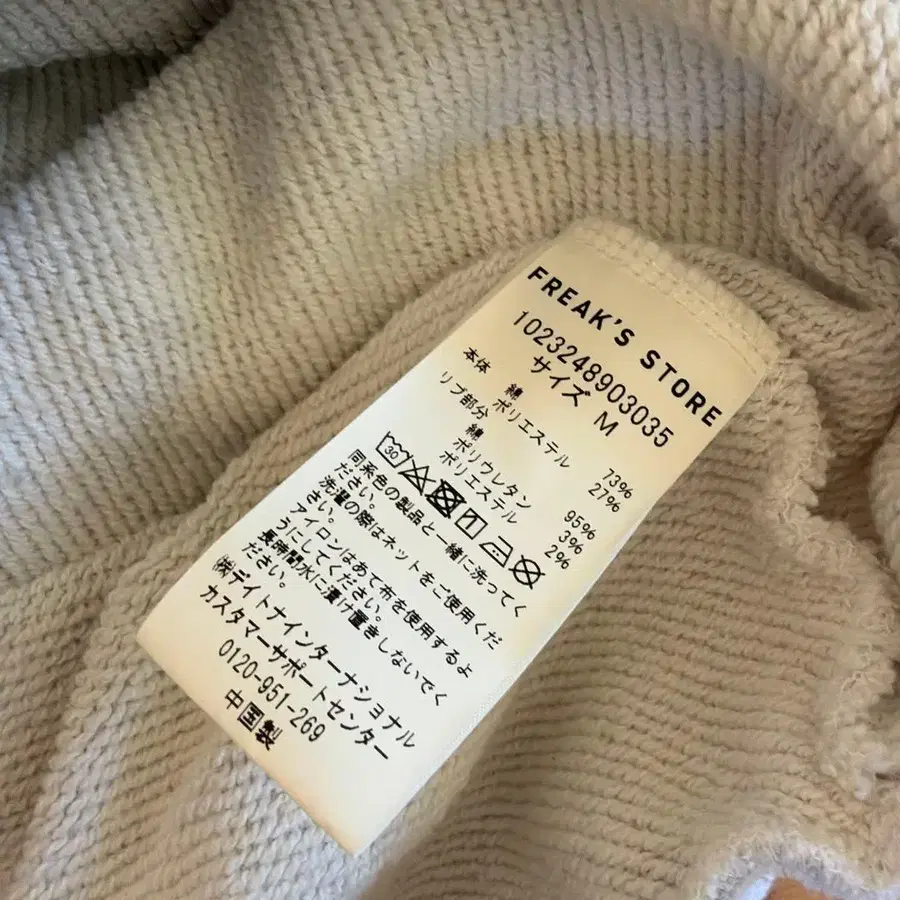 FREAK'S STORE
1023248903035
サイズ M
本体 綿 73%
ポリエステル 27%
リブ部分 綿 95%
ポリウレタン 3%
ポリエステル 2%
30
同系色の製品と一緒に洗ってく
ださい。
洗濯の際はネットをご使用くだ
さい。
アイロンはあて布を使用するよ
うにしてください。
長時間水に漬け置きしないでく
ださい。
㈱デイトナインターナショナル
カスタマーサポートセンター
0120-951-269
中国製